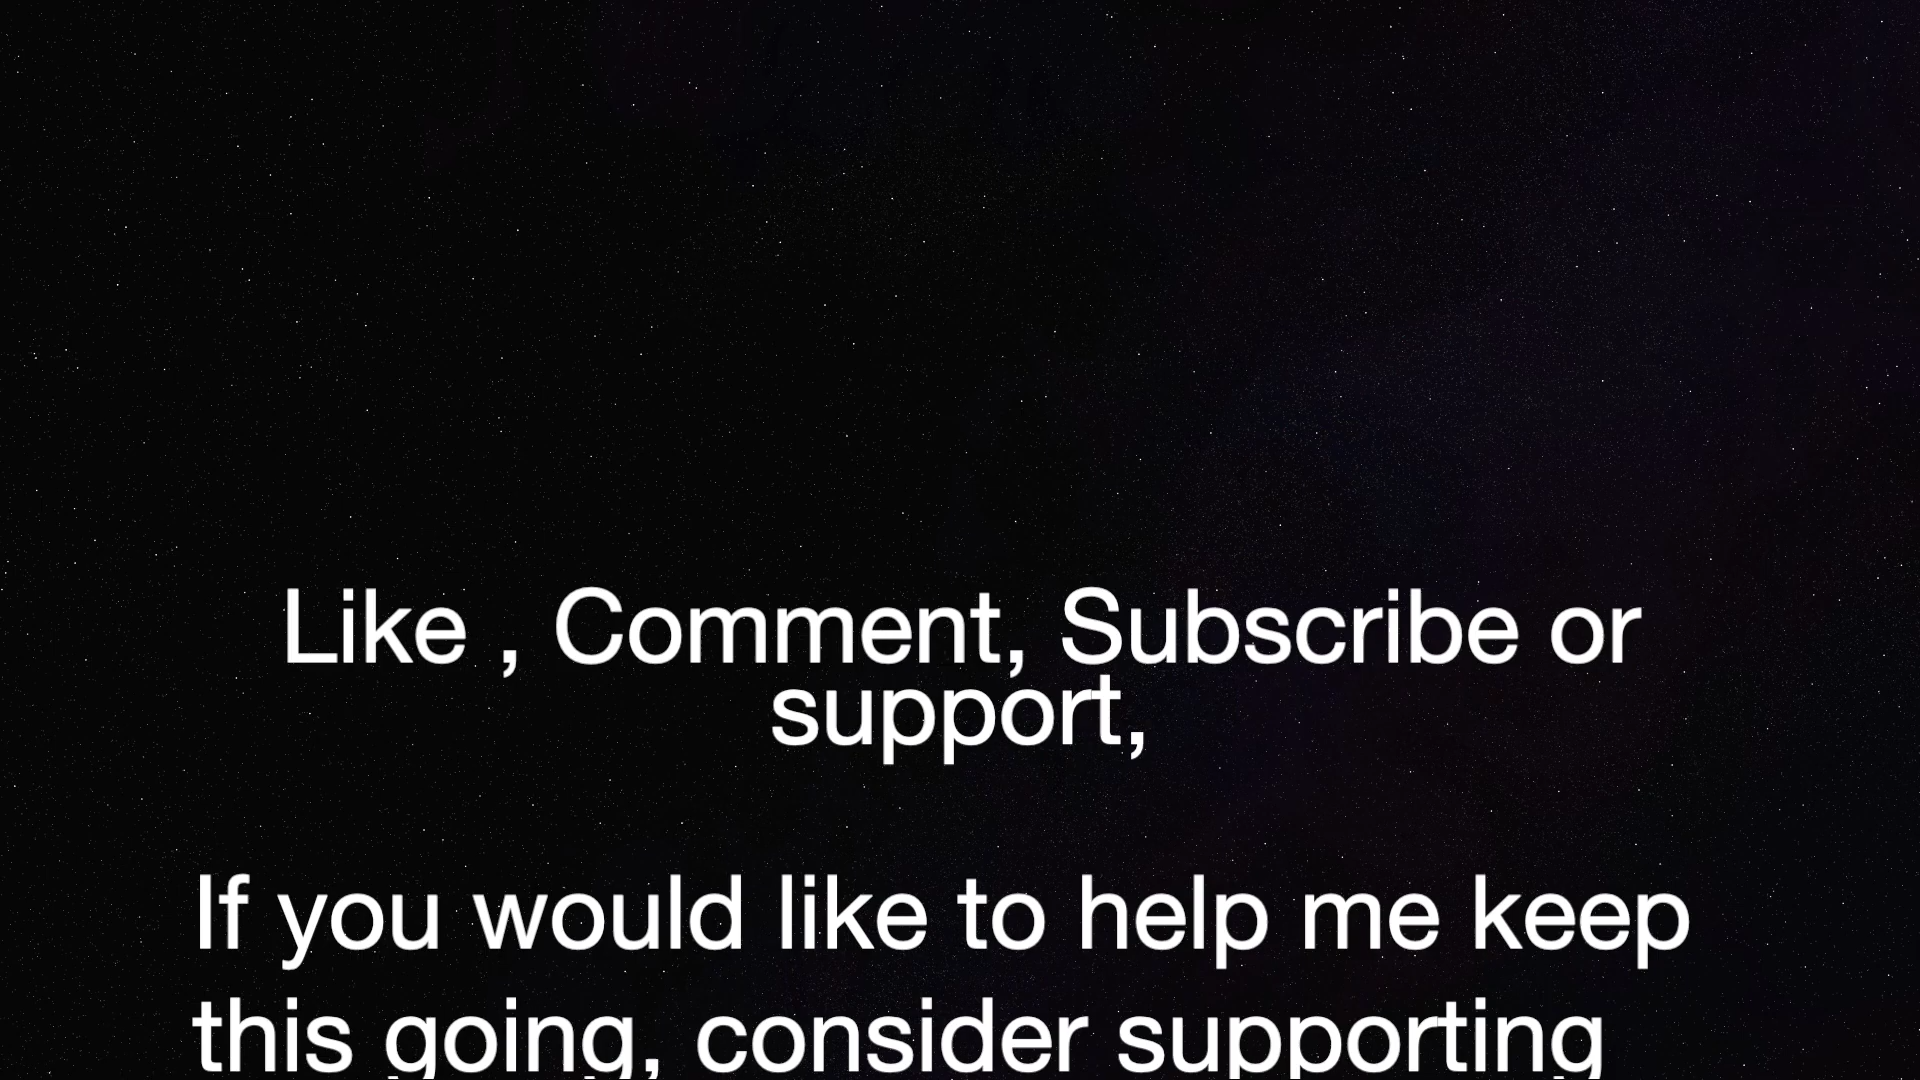 Like , Comment, Subscribe or
support,
If you would like to help me keep
this going, consider supporting